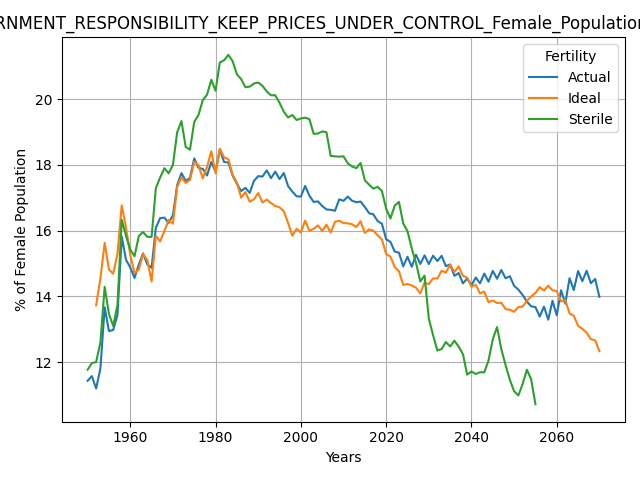 RNMENT_RESPONSIBILITY_KEEP_PRICES_UNDER_CONTROL_Female_Population
Fertility
Actual
Ideal
Sterile
% of Female Population
20
18
16
14
12
1960 1980 2000 2020 2040 2060
Years